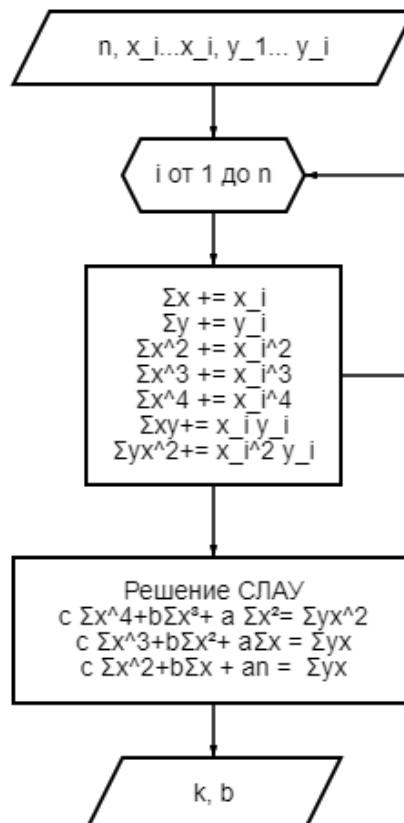 n, x_i...x_i, y_1... y_i
i от 1 до n
Σx += x_i
Σy += y_i
Σx^2 += x_i^2
Σx^3 += x_i^3
Σx^4 += x_i^4
Σxy+= x_i y_i
Σyx^2+= x_i^2 y_i
Решение СЛАУ
c Σx^4+bΣx³+ a Σx²= Σyx^2
c Σx^3+bΣx²+ aΣx = Σyx
c Σx^2+bΣx + an =  Σyx
k, b